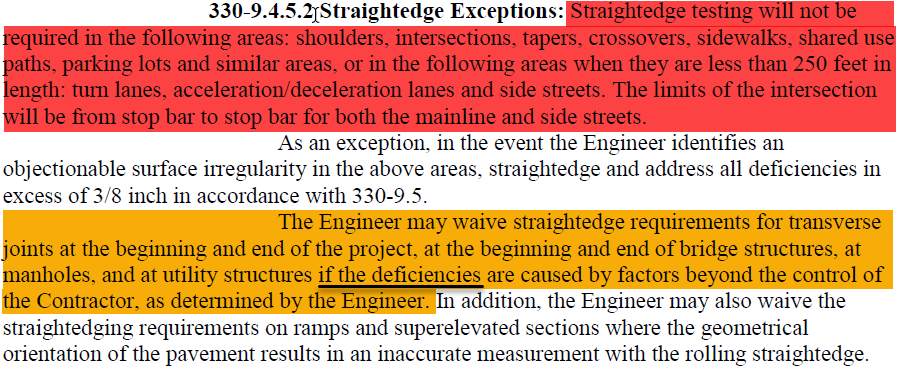 330-9.4.5.2 Straightedge Exceptions: Straightedge testing will not be
required in the following areas: shoulders, intersections, tapers, crossovers, sidewalks, shared use
paths, parking lots and similar areas, or in the following areas when they are less than 250 feet in
length: turn lanes, acceleration/deceleration lanes and side streets. The limits of the intersection
will be from stop bar to stop bar for both the mainline and side streets.
As an exception, in the event the Engineer identifies an
objectionable surface irregularity in the above areas, straightedge and address all deficiencies in
excess of 3/8 inch in accordance with 330-9.5.
The Engineer may waive straightedge requirements for transverse
joints at the beginning and end of the project, at the beginning and end of bridge structures, at
manholes, and at utility structures if the deficiencies are caused by factors beyond the control of
the Contractor, as determined by the Engineer. In addition, the Engineer may also waive the
straightedging requirements on ramps and superelevated sections where the geometrical
orientation of the pavement results in an inaccurate measurement with the rolling straightedge.